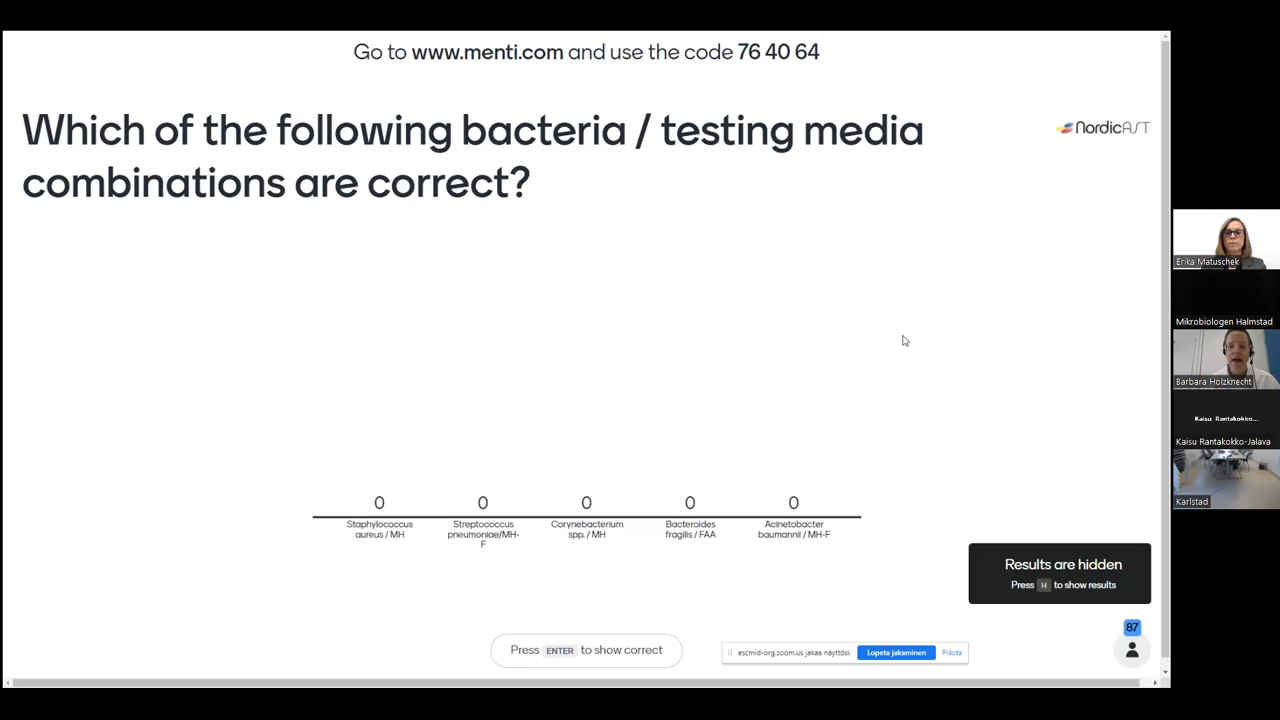 Go to www.menti.com and use the code 76 40 64
Which of the following bacteria / testing media
combinations are correct?
NordicAST
Erika Matuschek
Mikrobiologen Halmstad
Barbara Holzknecht
Kaisu Rantakokko...
Kaisu Rantakokko-Jalava
Karlstad
0 0 0 0 0
Staphylococcus
aureus / MH
Streptococcus
pneumoniae/MH-
F
Corynebacterium
spp. / MH
Bacteroides
fragilis / FAA
Acinetobacter
baumannii / MH-F
Results are hidden
Press H to show results
87
Press ENTER to show correct
escmid-org.zoom.us jakaa näyttösi. Lopeta jakaminen Piilota